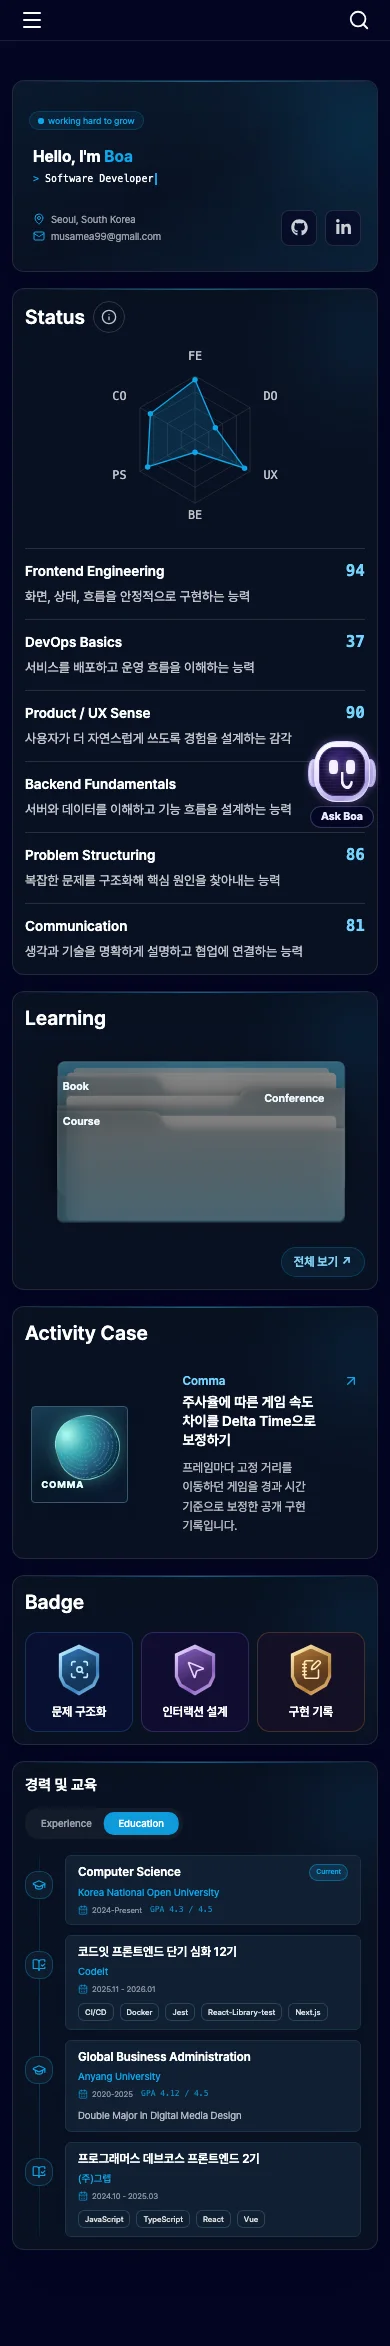 working hard to grow
Hello, I'm Boa
> Software Developer
Seoul, South Korea
musamea99@gmail.com
Status
FE
CO
DO
PS
UX
BE
Frontend Engineering 94
화면, 상태, 흐름을 안정적으로 구현하는 능력
DevOps Basics 37
서비스를 배포하고 운영 흐름을 이해하는 능력
Product / UX Sense 90
사용자가 더 자연스럽게 쓰도록 경험을 설계하는 감각
Backend Fundamentals
서버와 데이터를 이해하고 기능 흐름을 설계하는 능력
Ask Boa
Problem Structuring 86
복잡한 문제를 구조화해 핵심 원인을 찾아내는 능력
Communication 81
생각과 기술을 명확하게 설명하고 협업에 연결하는 능력
Learning
Book
Conference
Course
전체 보기 ↗
Activity Case
COMMA
Comma
주사율에 따른 게임 속도
차이를 Delta Time으로
보정하기
프레임마다 고정 거리를
이동하던 게임을 경과 시간
기준으로 보정한 공개 구현
기록입니다.
Badge
문제 구조화
인터랙션 설계
구현 기록
경력 및 교육
Experience
Education
Computer Science
Current
Korea National Open University
2024-Present GPA 4.3 / 4.5
코드잇 프론트엔드 단기 심화 12기
Codeit
2025.11 - 2026.01
CI/CD Docker Jest React-Library-test Next.js
Global Business Administration
Anyang University
2020-2025 GPA 4.12 / 4.5
Double Major in Digital Media Design
프로그래머스 데브코스 프론트엔드 2기
(주)그렙
2024.10 - 2025.03
JavaScript TypeScript React Vue